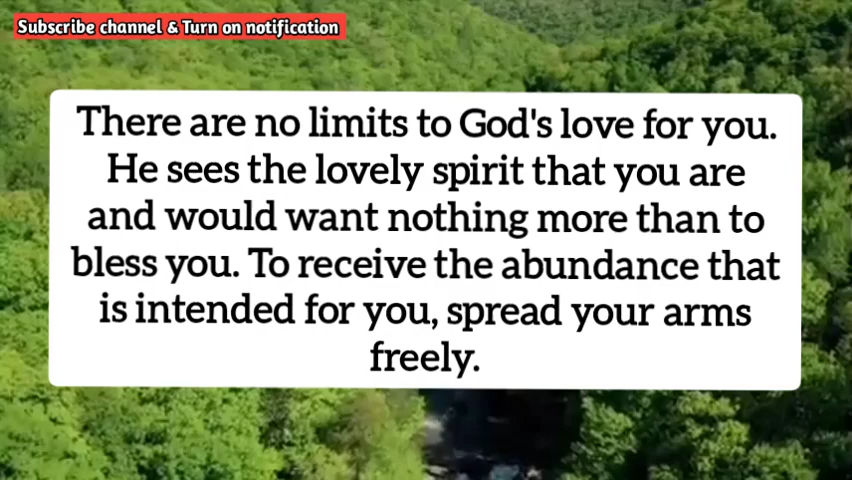 Subscribe channel & Turn on notification
There are no limits to God's love for you.
He sees the lovely spirit that you are
and would want nothing more than to
bless you. To receive the abundance that
is intended for you, spread your arms
freely.